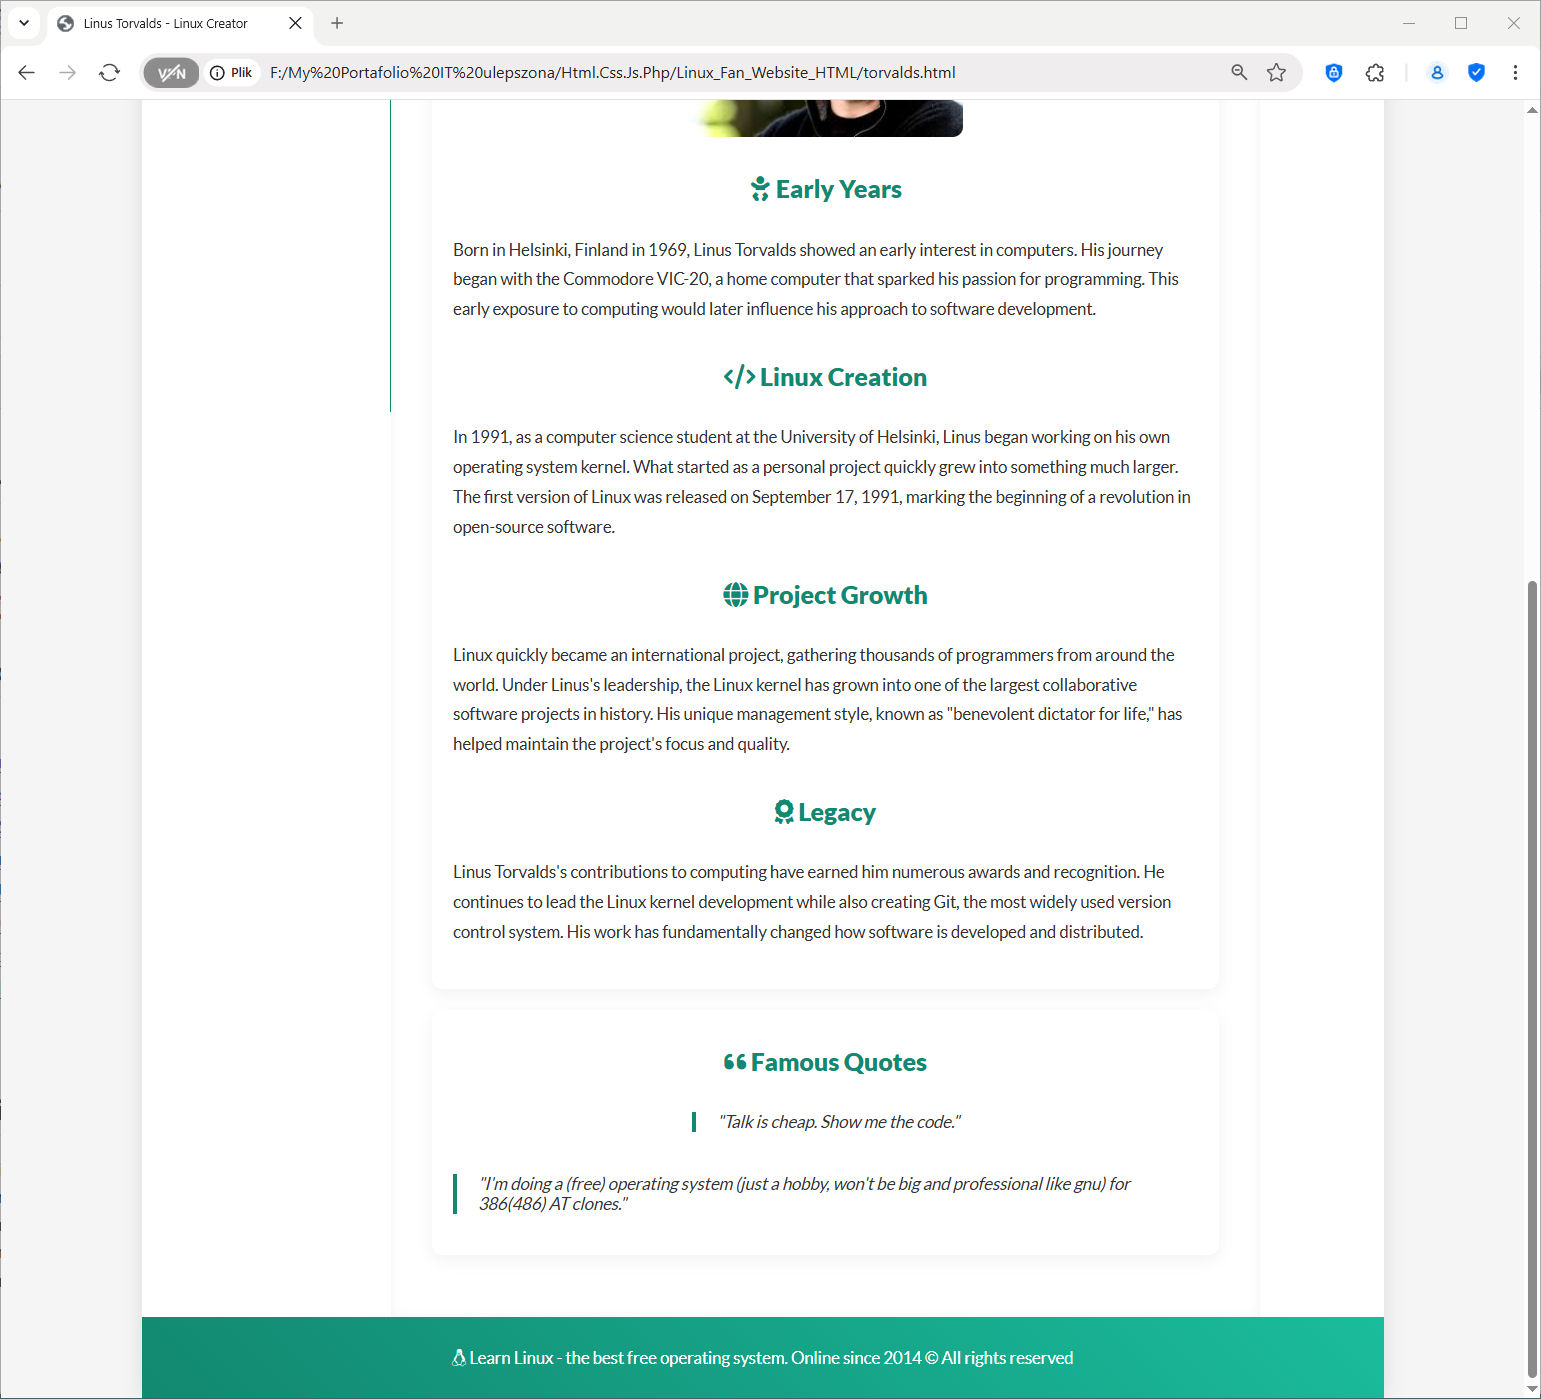 Linus Torvalds - Linux Creator
VPN
Plik
F:/My%20Portafolio%20IT%20ulepszona/Html.Css.Js.Php/Linux_Fan_Website_HTML/torvalds.html
Early Years
Born in Helsinki, Finland in 1969, Linus Torvalds showed an early interest in computers. His journey
began with the Commodore VIC-20, a home computer that sparked his passion for programming. This
early exposure to computing would later influence his approach to software development.
Linux Creation
In 1991, as a computer science student at the University of Helsinki, Linus began working on his own
operating system kernel. What started as a personal project quickly grew into something much larger.
The first version of Linux was released on September 17, 1991, marking the beginning of a revolution in
open-source software.
Project Growth
Linux quickly became an international project, gathering thousands of programmers from around the
world. Under Linus's leadership, the Linux kernel has grown into one of the largest collaborative
software projects in history. His unique management style, known as "benevolent dictator for life," has
helped maintain the project's focus and quality.
Legacy
Linus Torvalds's contributions to computing have earned him numerous awards and recognition. He
continues to lead the Linux kernel development while also creating Git, the most widely used version
control system. His work has fundamentally changed how software is developed and distributed.
Famous Quotes
"Talk is cheap. Show me the code."
"I'm doing a (free) operating system (just a hobby, won't be big and professional like gnu) for
386(486) AT clones."
Learn Linux - the best free operating system. Online since 2014 © All rights reserved